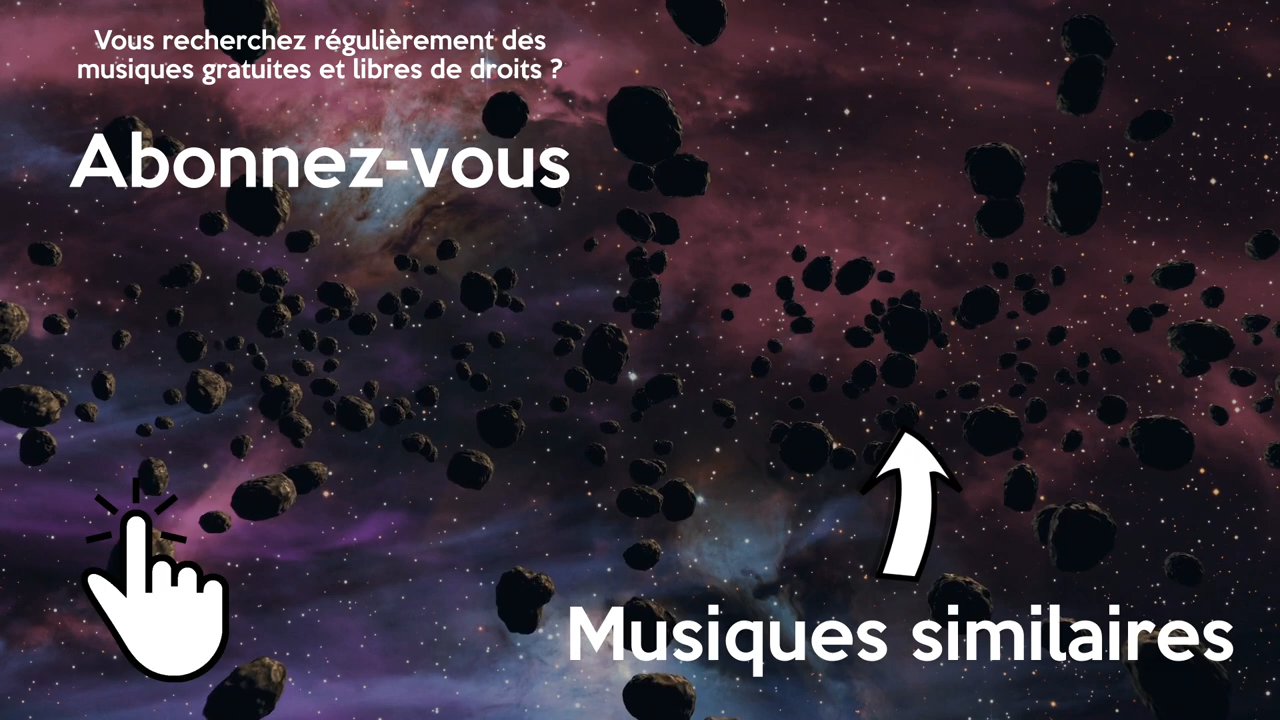 Vous recherchez régulièrement des
musiques gratuites et libres de droits ?
Abonnez-vous
Musiques similaires